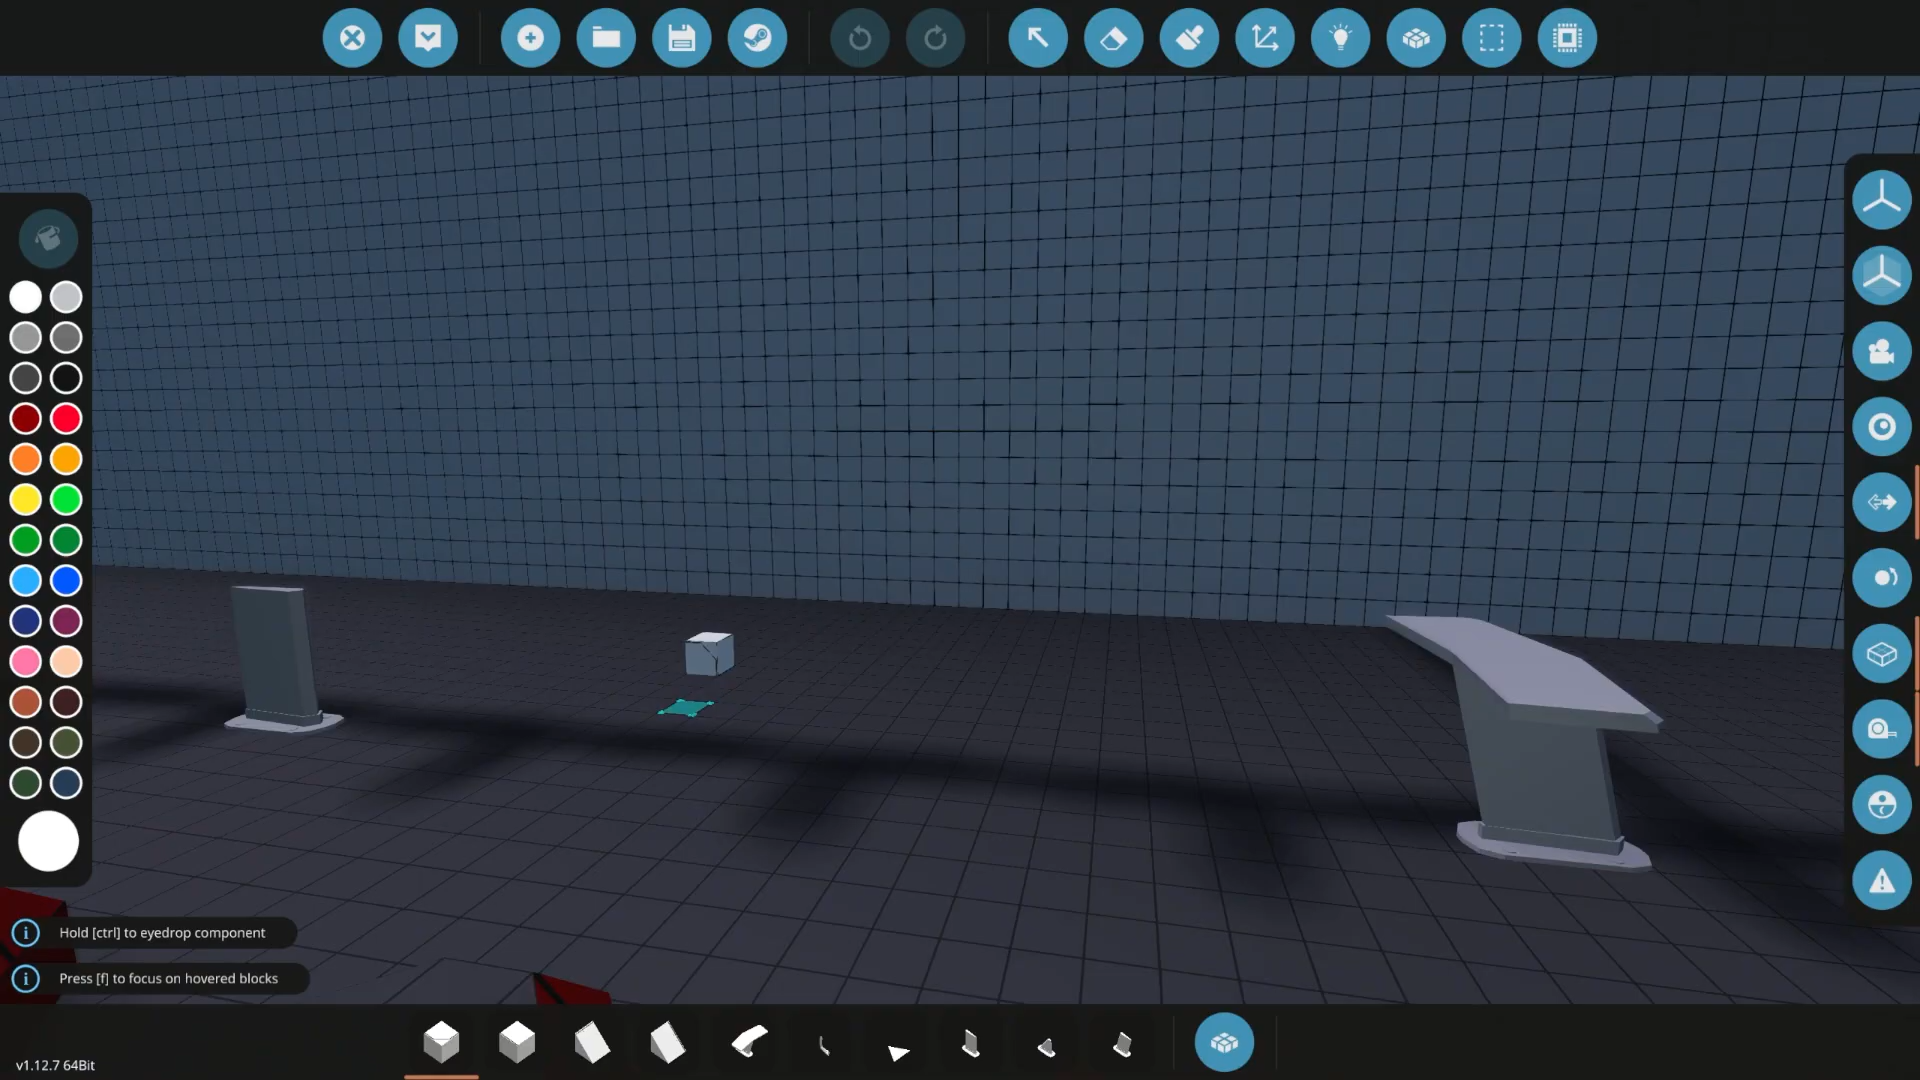 Hold [ctrl] to eyedrop component
Press [f] to focus on hovered blocks
v1.12.7 64Bit